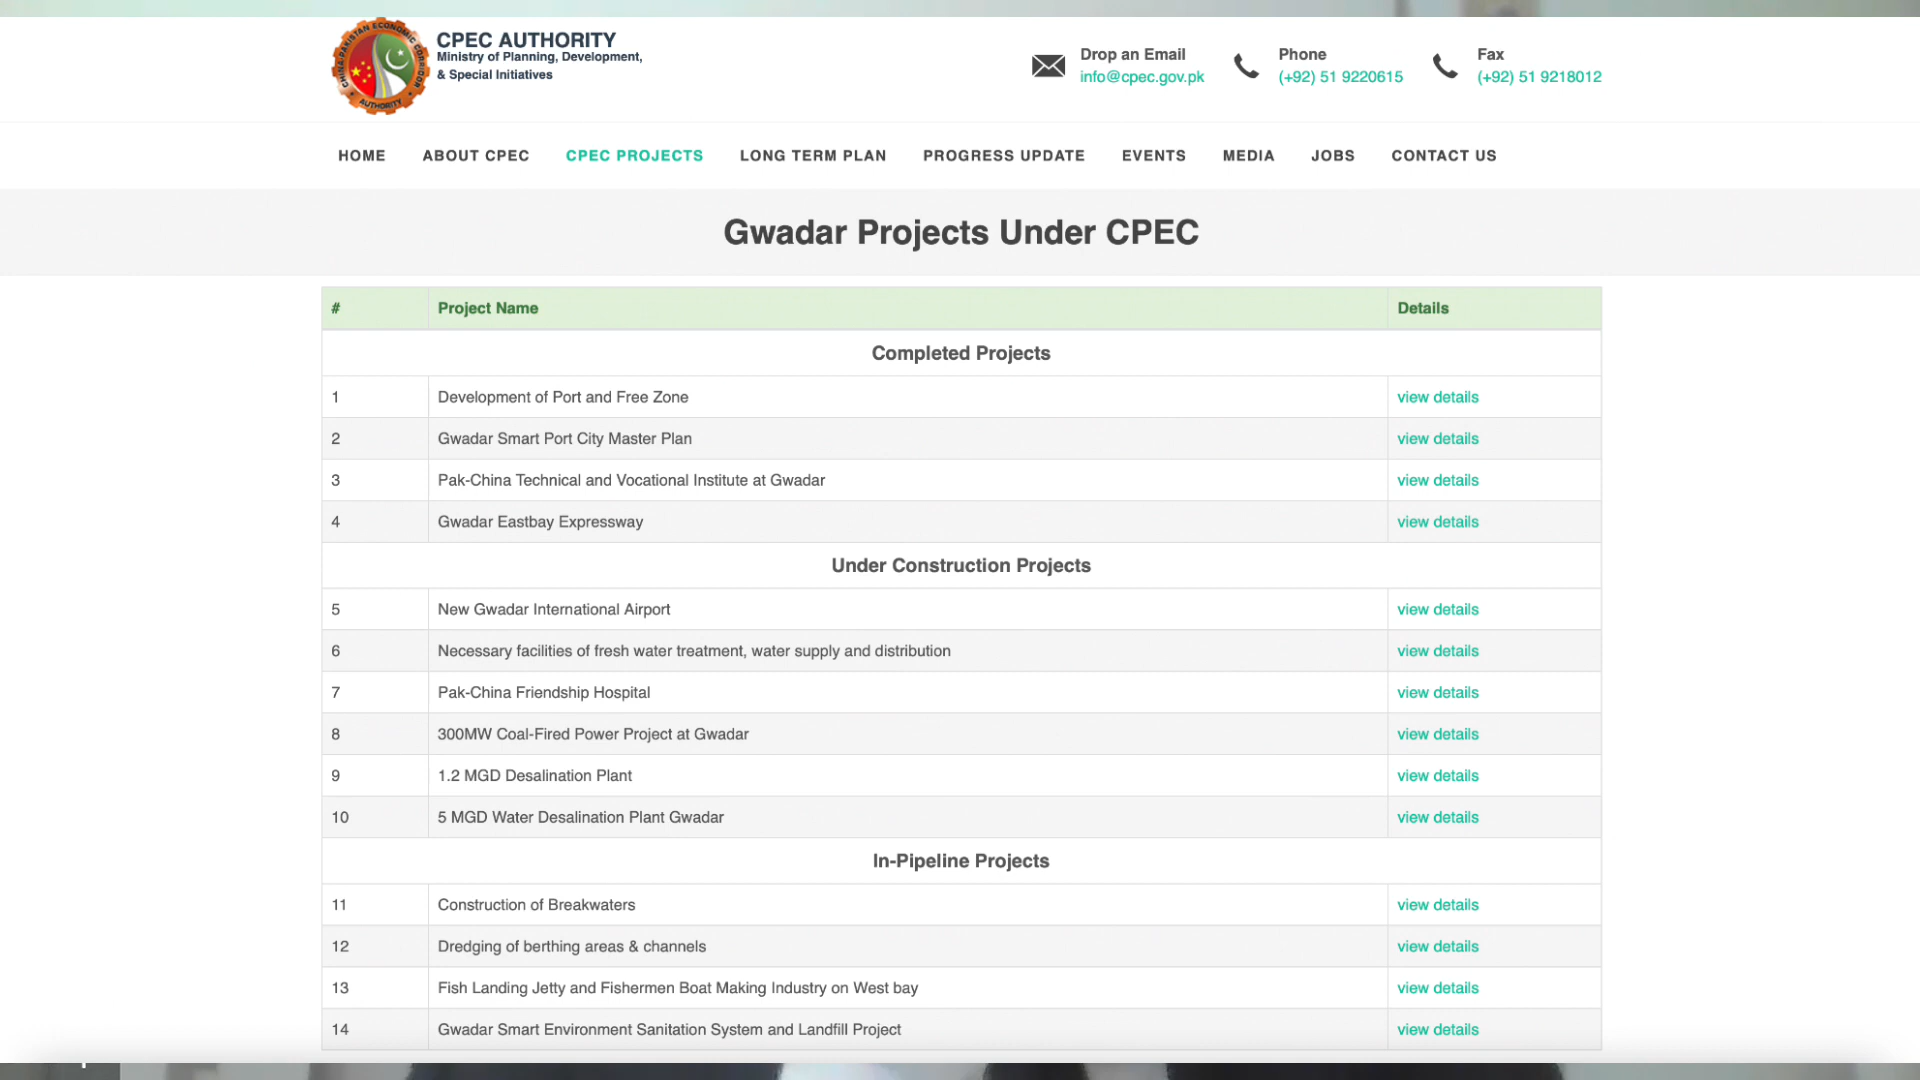 CPEC AUTHORITY
Ministry of Planning, Development,
& Special Initiatives
CHINA PAKISTAN ECONOMIC CORRIDOR
AUTHORITY
Drop an Email
info@cpec.gov.pk
Phone
(+92) 51 9220615
Fax
(+92) 51 9218012
HOME ABOUT CPEC CPEC PROJECTS LONG TERM PLAN PROGRESS UPDATE EVENTS MEDIA JOBS CONTACT US
Gwadar Projects Under CPEC
# Project Name Details
Completed Projects
1 Development of Port and Free Zone view details
2 Gwadar Smart Port City Master Plan view details
3 Pak-China Technical and Vocational Institute at Gwadar view details
4 Gwadar Eastbay Expressway view details
Under Construction Projects
5 New Gwadar International Airport view details
6 Necessary facilities of fresh water treatment, water supply and distribution view details
7 Pak-China Friendship Hospital view details
8 300MW Coal-Fired Power Project at Gwadar view details
9 1.2 MGD Desalination Plant view details
10 5 MGD Water Desalination Plant Gwadar view details
In-Pipeline Projects
11 Construction of Breakwaters view details
12 Dredging of berthing areas & channels view details
13 Fish Landing Jetty and Fishermen Boat Making Industry on West bay view details
14 Gwadar Smart Environment Sanitation System and Landfill Project view details